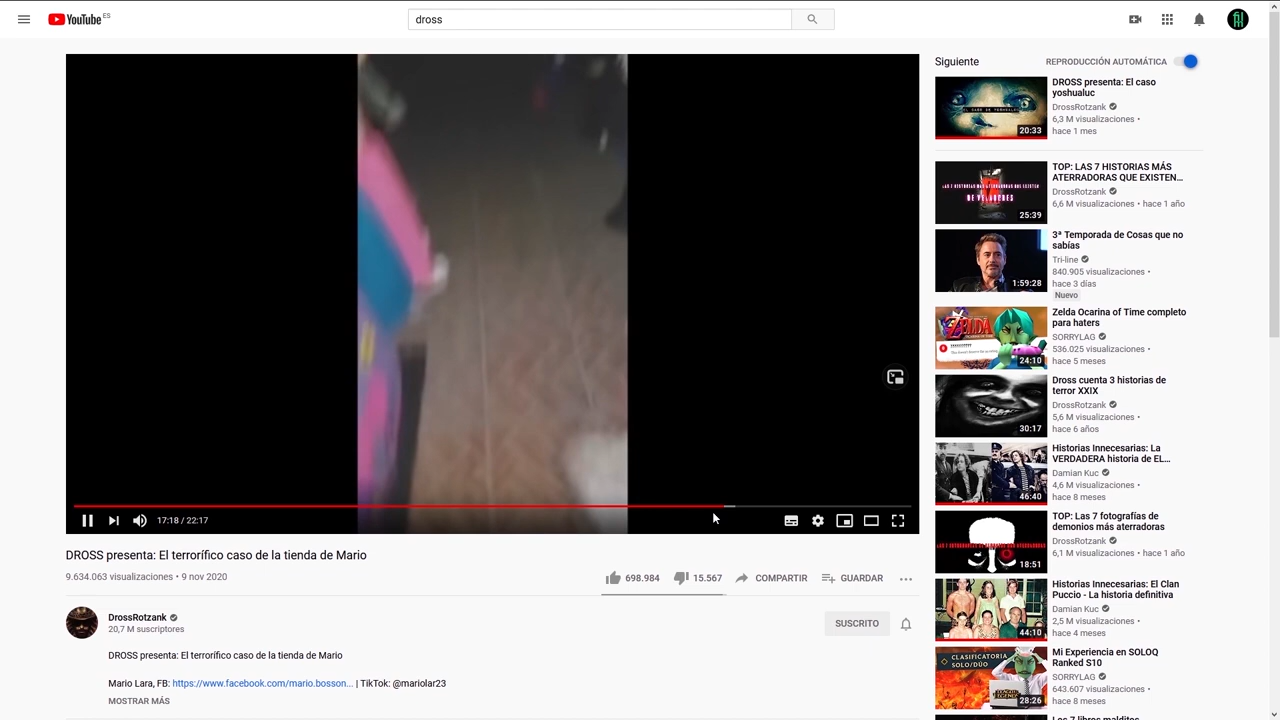 YouTube ES
dross
17:18 / 22:17
DROSS presenta: El terrorífico caso de la tienda de Mario
9.634.063 visualizaciones • 9 nov 2020
698.984
15.567
COMPARTIR
GUARDAR
DrossRotzank
20,7 M suscriptores
SUSCRITO
DROSS presenta: El terrorífico caso de la tienda de Mario
Mario Lara, FB: https://www.facebook.com/mario.bosson... | TikTok: @mariolar23
MOSTRAR MÁS
Siguiente
REPRODUCCIÓN AUTOMÁTICA
20:33
DROSS presenta: El caso
yoshualuc
DrossRotzank
6,3 M visualizaciones •
hace 1 mes
25:39
TOP: LAS 7 HISTORIAS MÁS
ATERRADORAS QUE EXISTEN...
DrossRotzank
6,6 M visualizaciones • hace 1 año
1:59:28
3ª Temporada de Cosas que no
sabías
Tri-line
840.905 visualizaciones •
hace 3 días
Nuevo
ZELDA
24:10
Zelda Ocarina of Time completo
para haters
SORRYLAG
536.025 visualizaciones •
hace 5 meses
30:17
Dross cuenta 3 historias de
terror XXIX
DrossRotzank
5,6 M visualizaciones •
hace 6 años
46:40
Historias Innecesarias: La
VERDADERA historia de EL...
Damian Kuc
4,6 M visualizaciones •
hace 8 meses
18:51
TOP: Las 7 fotografías de
demonios más aterradoras
DrossRotzank
6,1 M visualizaciones • hace 1 año
44:10
Historias Innecesarias: El Clan
Puccio - La historia definitiva
Damian Kuc
2,5 M visualizaciones •
hace 4 meses
CLASIFICATORIA
SOLO/DÚO
28:26
Mi Experiencia en SOLOQ
Ranked S10
SORRYLAG
643.607 visualizaciones •
hace 8 meses
Los 7 libros malditos